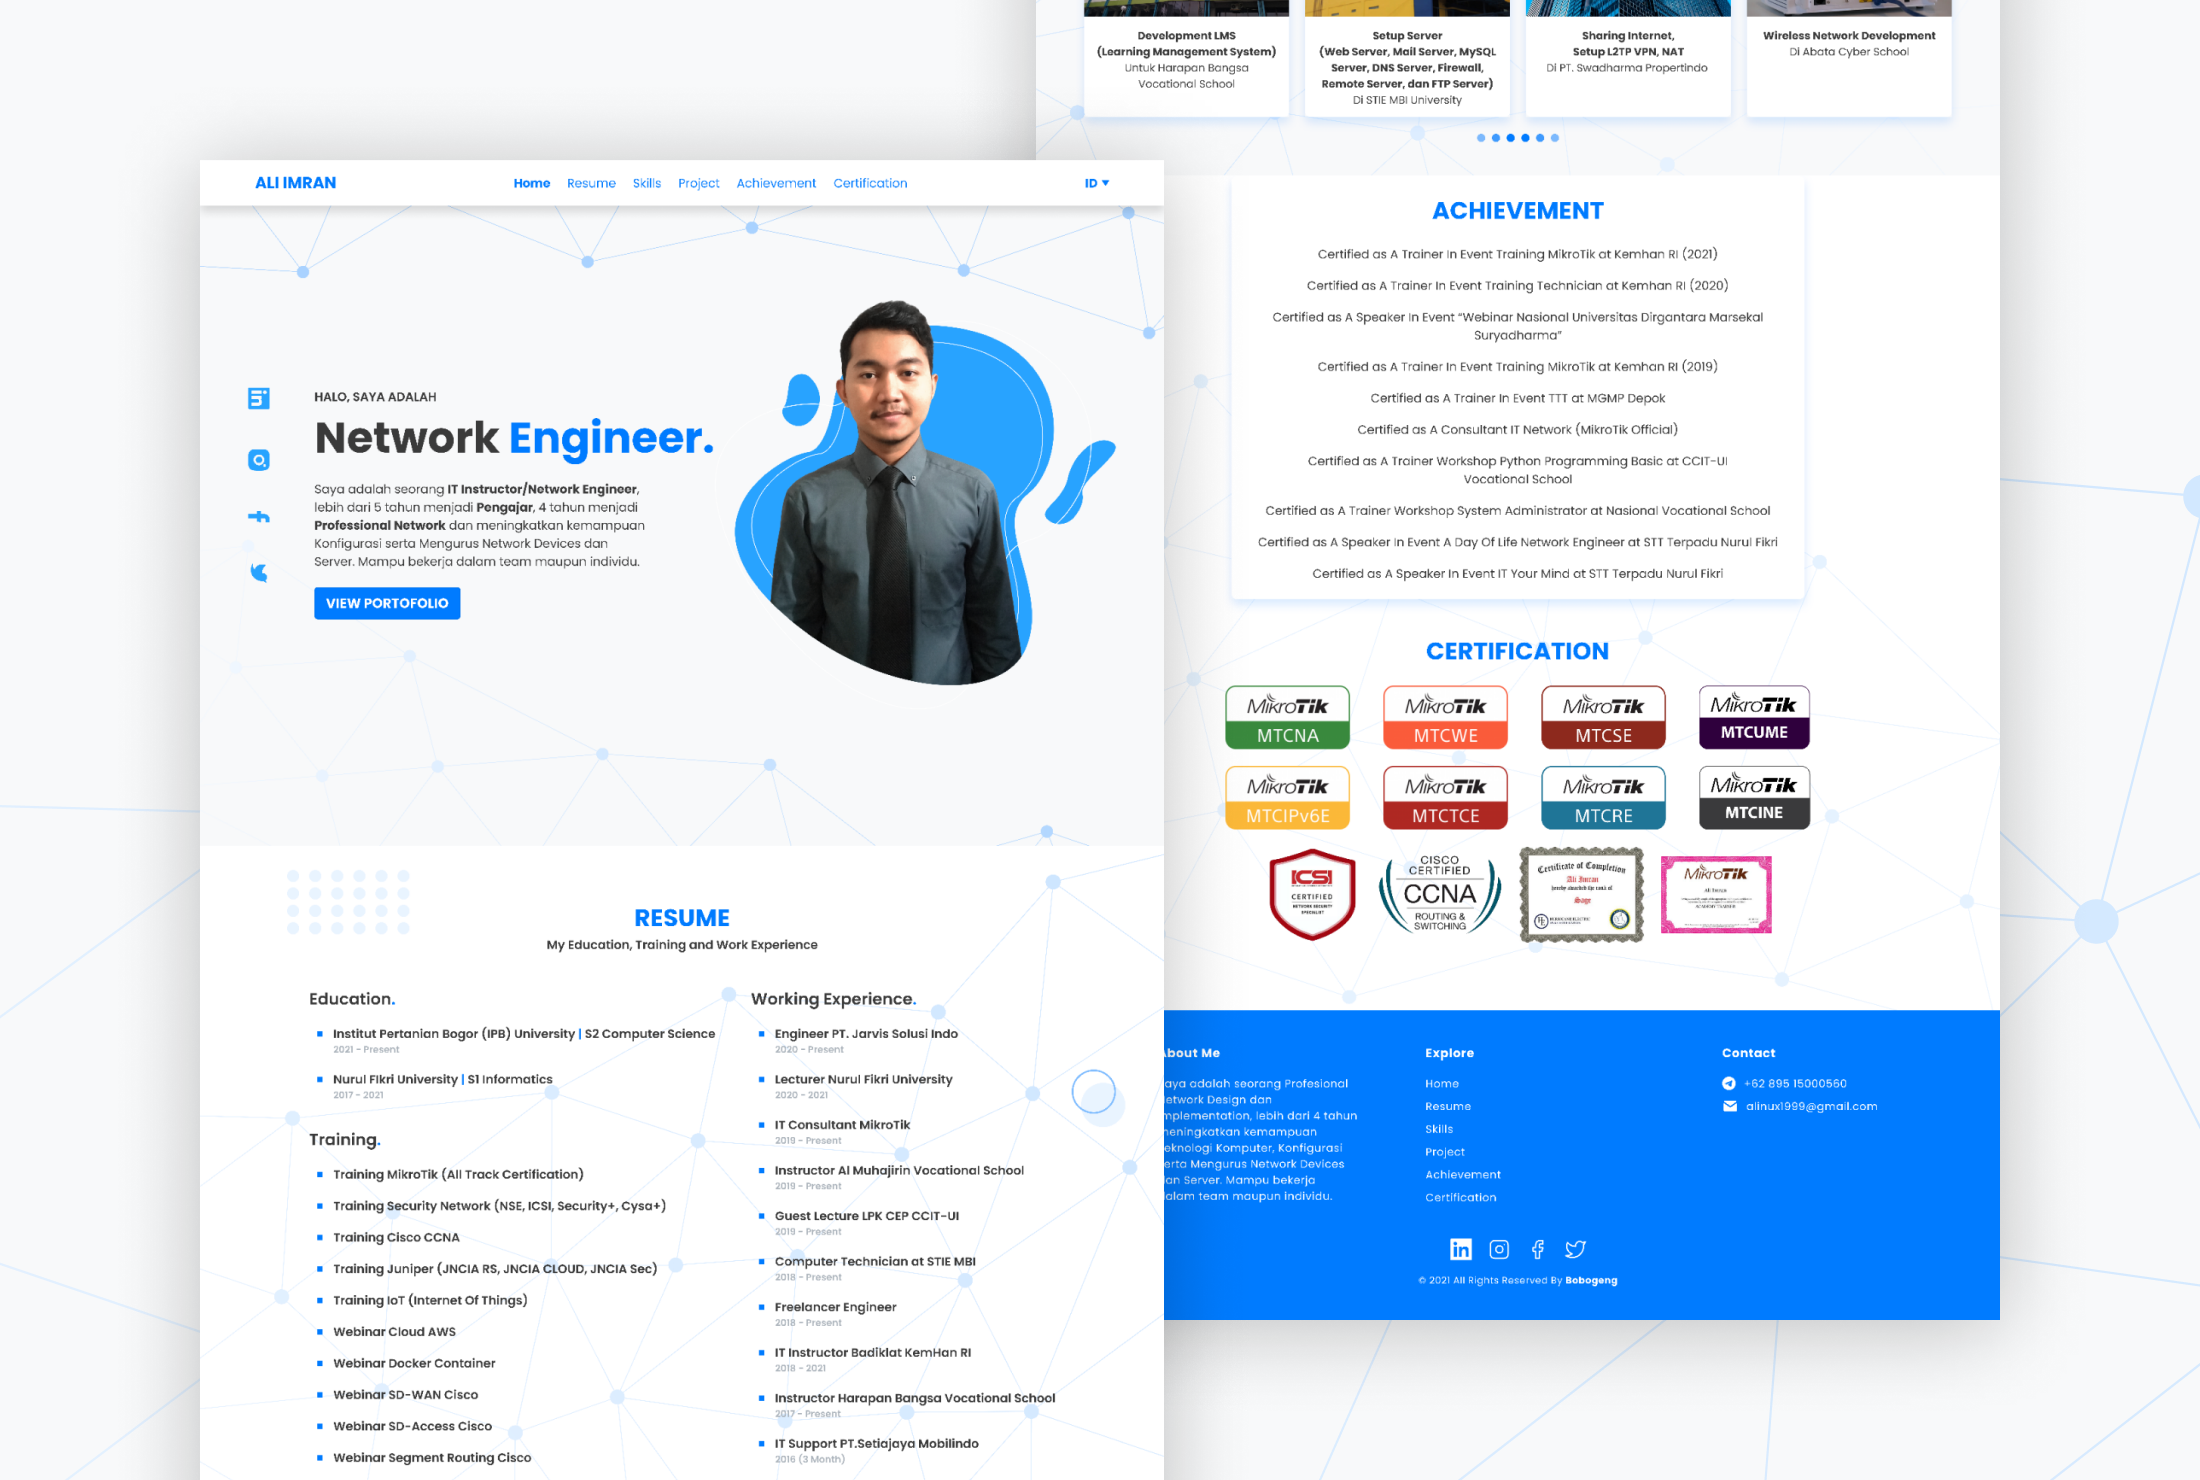 ALI IMRAN
Home Resume Skills Project Achievement Certification
ID
HALO, SAYA ADALAH
Network Engineer.
Saya adalah seorang IT Instructor/Network Engineer,
lebih dari 5 tahun menjadi Pengajar, 4 tahun menjadi
Professional Network dan meningkatkan kemampuan
Konfigurasi serta Mengurus Network Devices dan
Server. Mampu bekerja dalam team maupun individu.
VIEW PORTOFOLIO
RESUME
My Education, Training and Work Experience
Education.
Institut Pertanian Bogor (IPB) University | S2 Computer Science
2021 - Present
Nurul FIkri University | S1 Informatics
2017 - 2021
Training.
Training MikroTik (All Track Certification)
Training Security Network (NSE, ICSI, Security+, Cysa+)
Training Cisco CCNA
Training Juniper (JNCIA RS, JNCIA CLOUD, JNCIA Sec)
Training IoT (Internet Of Things)
Webinar Cloud AWS
Webinar Docker Container
Webinar SD-WAN Cisco
Webinar SD-Access Cisco
Webinar Segment Routing Cisco
Working Experience.
Engineer PT. Jarvis Solusi Indo
2020 - Present
Lecturer Nurul Fikri University
2020 - 2021
IT Consultant MikroTik
2019 - Present
Instructor Al Muhajirin Vocational School
2019 - Present
Guest Lecture LPK CEP CCIT-UI
2019 - Present
Computer Technician at STIE MBI
2018 - Present
Freelancer Engineer
2018 - Present
IT Instructor Badiklat KemHan RI
2018 - 2021
Instructor Harapan Bangsa Vocational School
2017 - Present
IT Support PT.Setiajaya Mobilindo
2016 (3 Month)
Development LMS
(Learning Management System)
Untuk Harapan Bangsa
Vocational School
Setup Server
(Web Server, Mail Server, MySQL
Server, DNS Server, Firewall,
Remote Server, dan FTP Server)
Di STIE MBI University
Sharing Internet,
Setup L2TP VPN, NAT
Di PT. Swadharma Propertindo
Wireless Network Development
Di Abata Cyber School
ACHIEVEMENT
Certified as A Trainer In Event Training MikroTik at Kemhan RI (2021)
Certified as A Trainer In Event Training Technician at Kemhan RI (2020)
Certified as A Speaker In Event “Webinar Nasional Universitas Dirgantara Marsekal
Suryadharma”
Certified as A Trainer In Event Training MikroTik at Kemhan RI (2019)
Certified as A Trainer In Event TTT at MGMP Depok
Certified as A Consultant IT Network (MikroTik Official)
Certified as A Trainer Workshop Python Programming Basic at CCIT-UI
Vocational School
Certified as A Trainer Workshop System Administrator at Nasional Vocational School
Certified as A Speaker In Event A Day Of Life Network Engineer at STT Terpadu Nurul Fikri
Certified as A Speaker In Event IT Your Mind at STT Terpadu Nurul Fikri
CERTIFICATION
MikroTik
MTCNA
MikroTik
MTCWE
MikroTik
MTCSE
MikroTik
MTCUME
MikroTik
MTCIPv6E
MikroTik
MTCTCE
MikroTik
MTCRE
MikroTik
MTCINE
ICSI
CERTIFIED
NETWORK SECURITY
SPECIALIST
CISCO
CERTIFIED
CCNA
ROUTING &
SWITCHING
Certificate of Completion
Ali Imran
hereby awarded the rank of
Sage
HURRICANE ELECTRIC
MikroTik
Ali Imran
ACADEMY TRAINER
About Me
aya adalah seorang Profesional
etwork Design dan
mplementation, lebih dari 4 tahun
meningkatkan kemampuan
eknologi Komputer, Konfigurasi
erta Mengurus Network Devices
an Server. Mampu bekerja
dalam team maupun individu.
Explore
Home
Resume
Skills
Project
Achievement
Certification
Contact
+62 895 15000560
alinux1999@gmail.com
in
© 2021 All Rights Reserved By Bobogeng